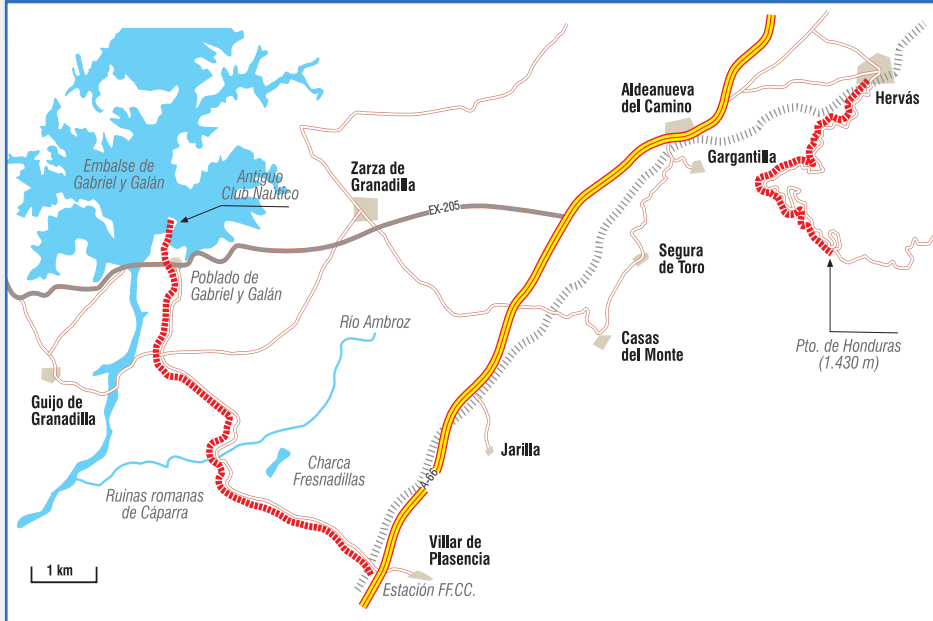 Aldeanueva
del Camino
Hervás
Gargantilla
Embalse de
Gabriel y Galán
Antiguo
Club Naútico
Zarza de
Granadilla
EX-205
Segura
de Toro
Poblado de
Gabriel y Galán
Río Ambroz
Casas
del Monte
Pto. de Honduras
(1.430 m)
Guijo de
Granadilla
Jarilla
Charca
Fresnadillas
A-66
Ruinas romanas
de Cáparra
Villar de
Plasencia
1 km
Estación FF.CC.